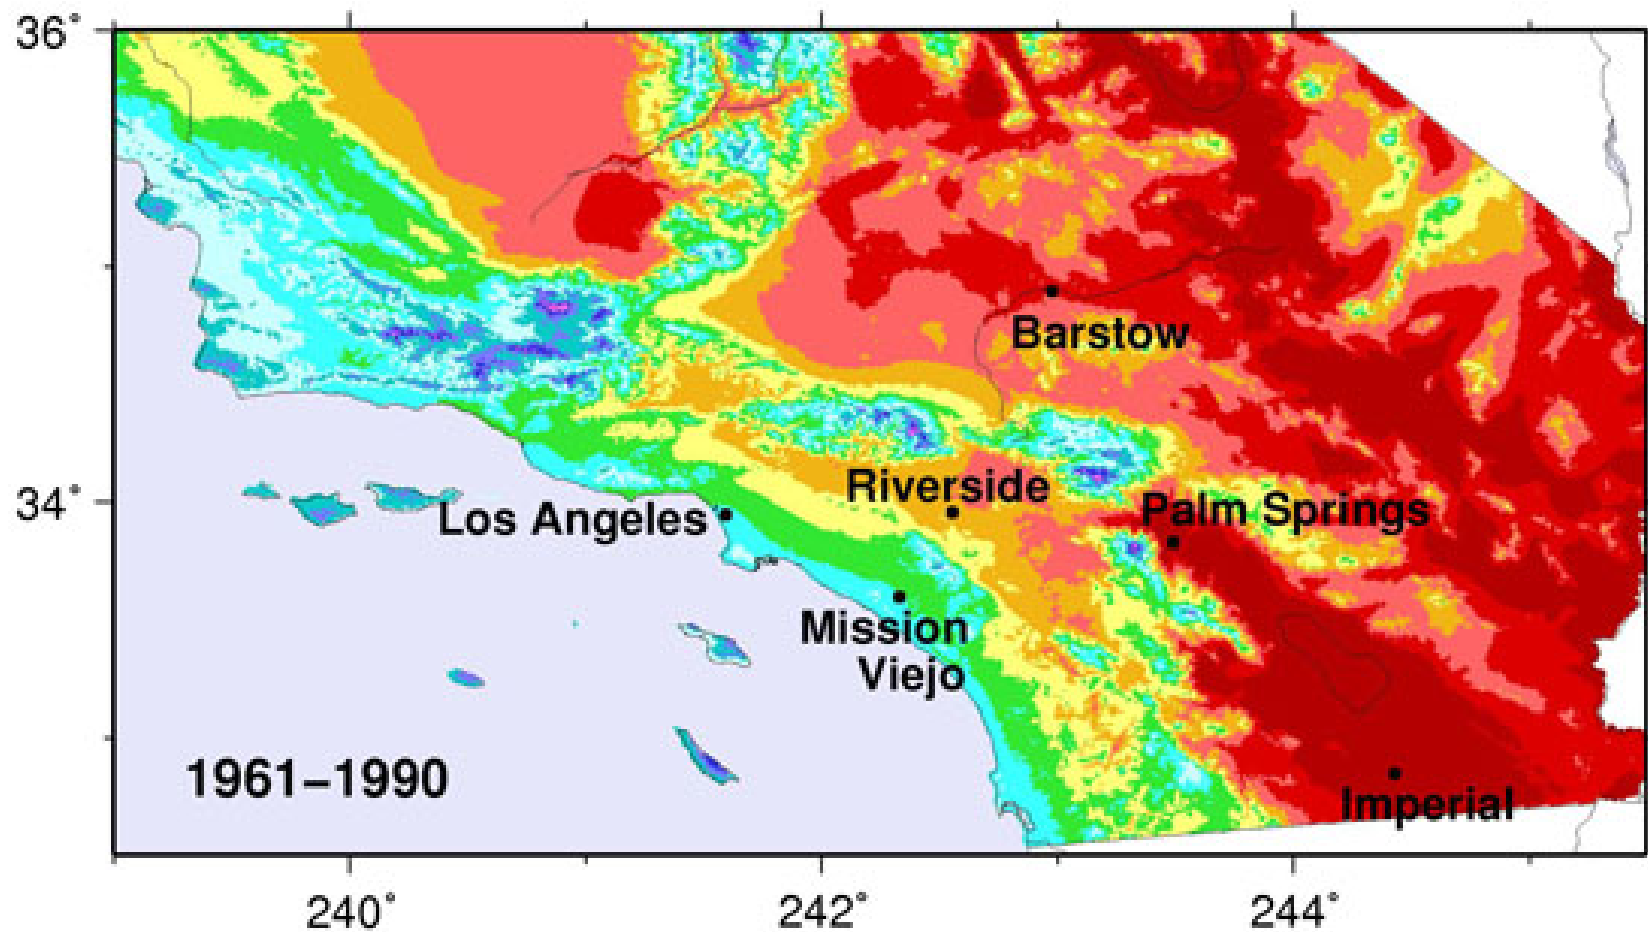 36°
Barstow
Riverside
34°
Palm Springs
Los Angeles
Mission
Viejo
1961–1990
Imperial
240°
242°
244°